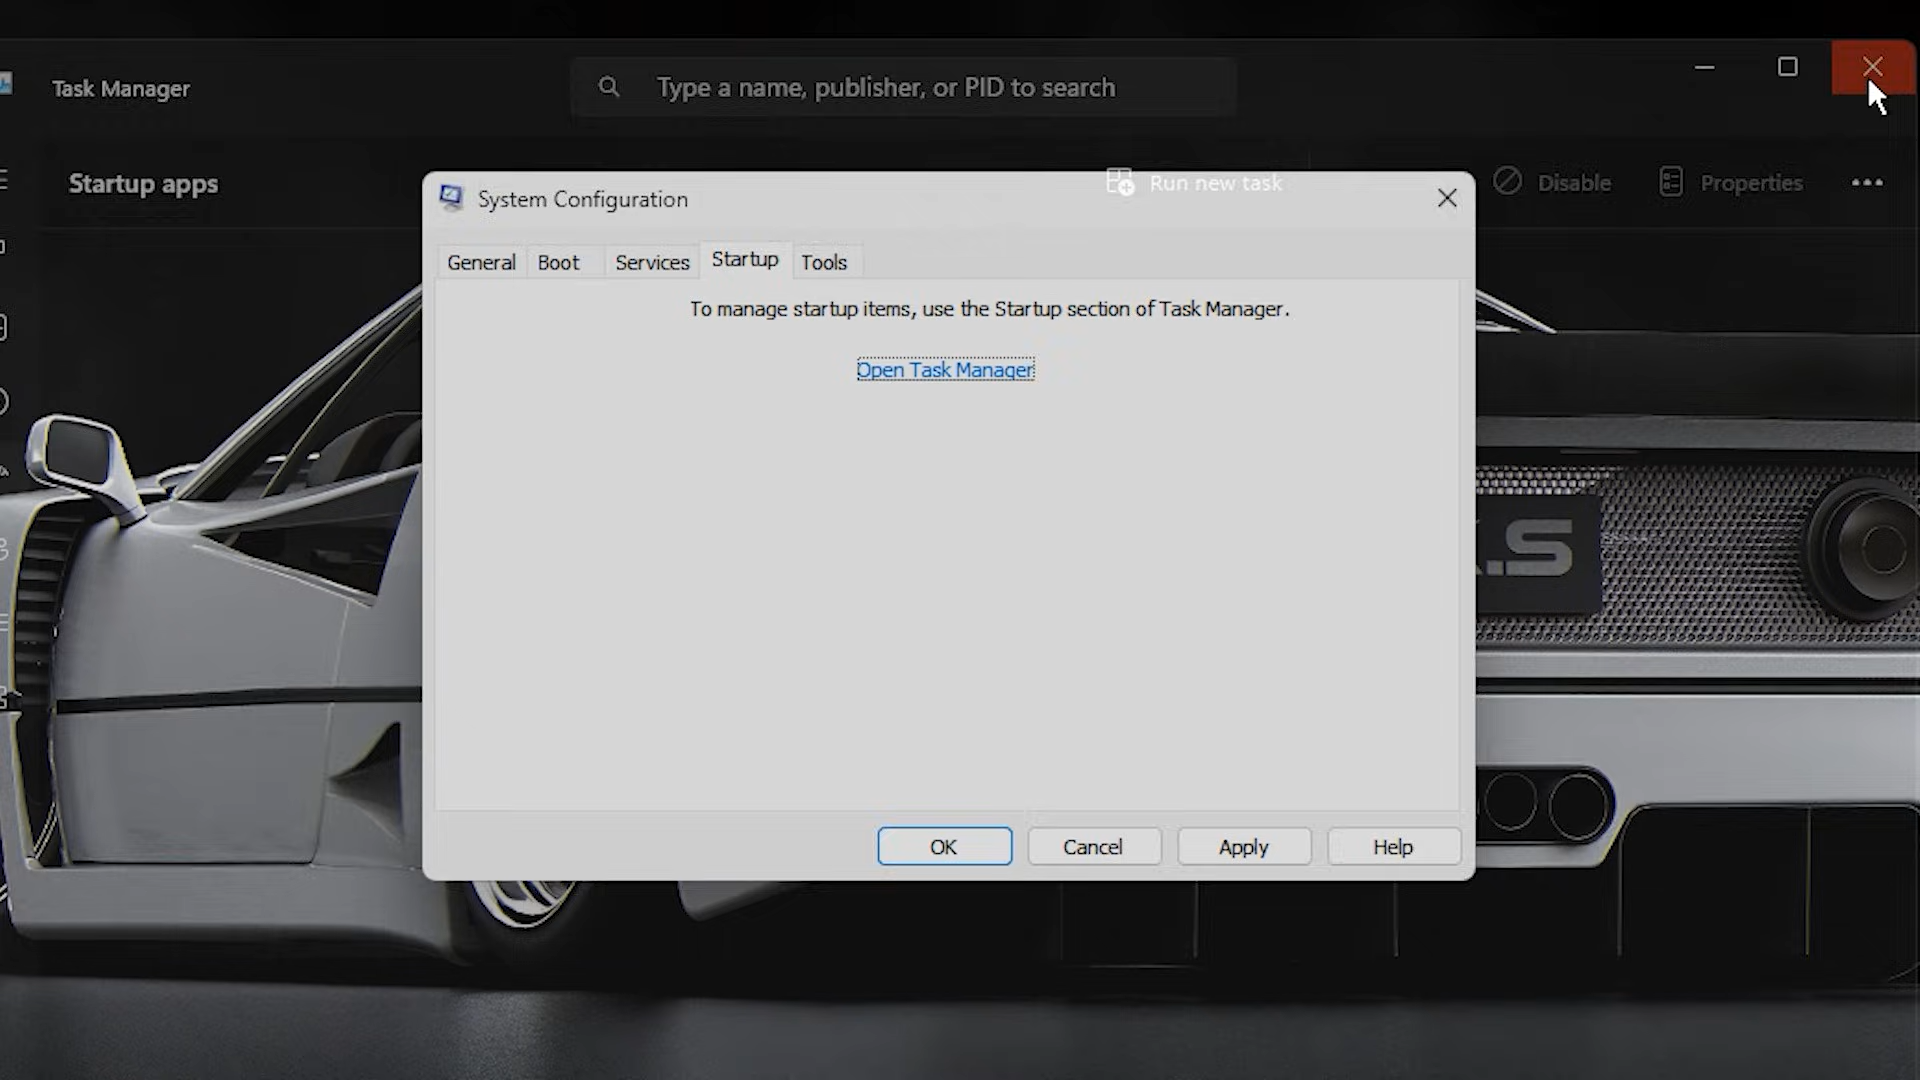 Task Manager
Type a name, publisher, or PID to search
Startup apps
Run new task
Disable
Properties
System Configuration
General
Boot
Services
Startup
Tools
To manage startup items, use the Startup section of Task Manager.
Open Task Manager
.S
OK
Cancel
Apply
Help